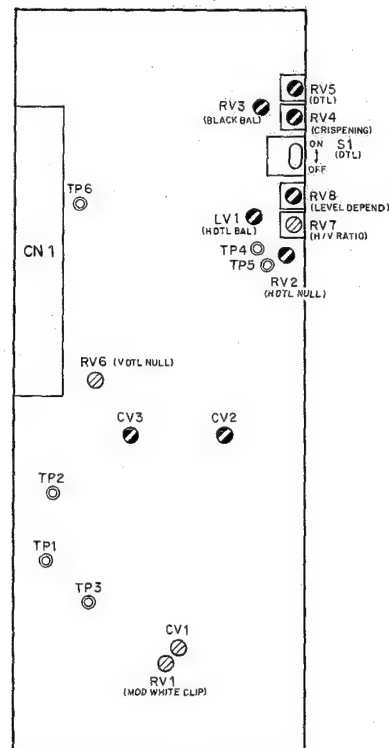 RV5
(DTL)
RV3
(BLACK BAL)
RV4
(CRISPENING)
ON
S1
(DTL)
OFF
TP6
RV8
(LEVEL DEPEND)
LV1
(HDTL BAL)
RV7
(H/V RATIO)
CN 1
TP4
TP5
RV2
(HDTL NULL)
RV6 (VDTL NULL)
CV3
CV2
TP2
TP1
TP3
CV1
RV1
(MOD WHITE CLIP)